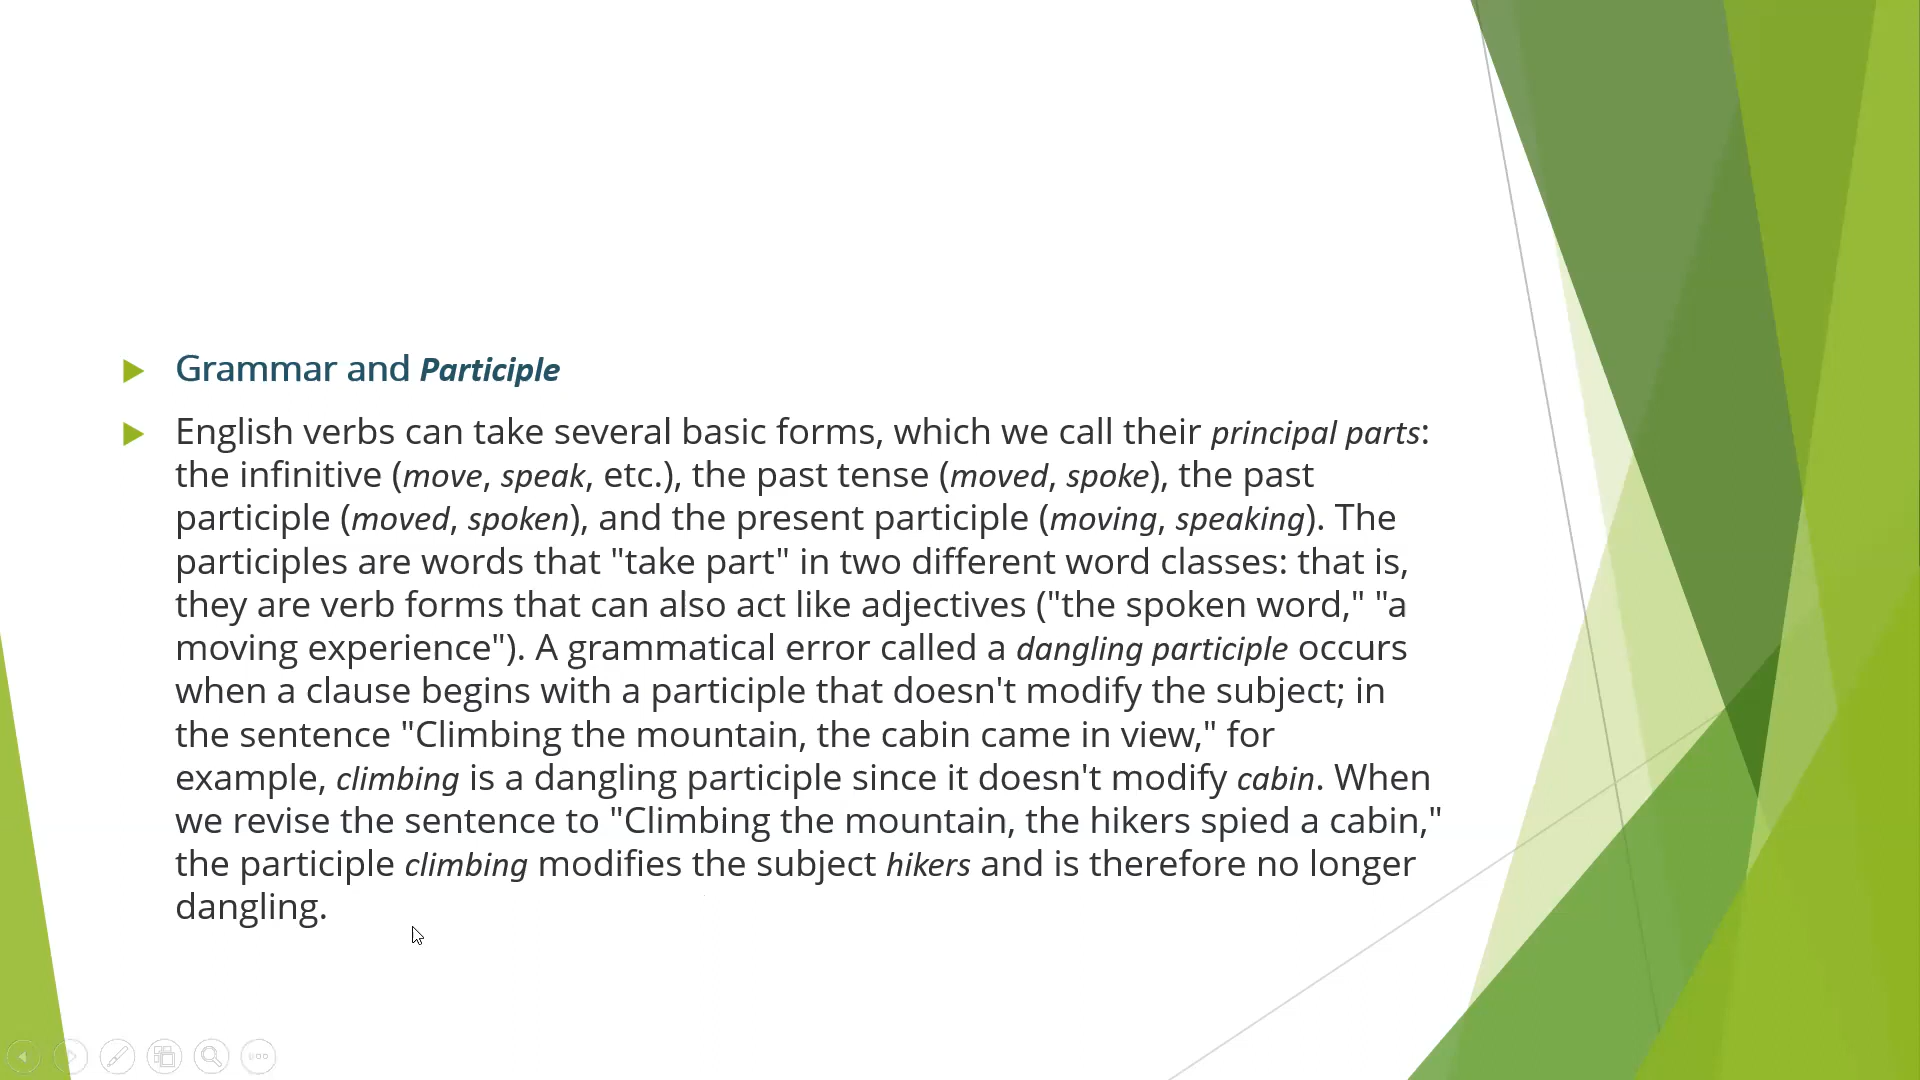 Grammar and Participle
English verbs can take several basic forms, which we call their principal parts:
the infinitive (move, speak, etc.), the past tense (moved, spoke), the past
participle (moved, spoken), and the present participle (moving, speaking). The
participles are words that "take part" in two different word classes: that is,
they are verb forms that can also act like adjectives ("the spoken word," "a
moving experience"). A grammatical error called a dangling participle occurs
when a clause begins with a participle that doesn't modify the subject; in
the sentence "Climbing the mountain, the cabin came in view," for
example, climbing is a dangling participle since it doesn't modify cabin. When
we revise the sentence to "Climbing the mountain, the hikers spied a cabin,"
the participle climbing modifies the subject hikers and is therefore no longer
dangling.